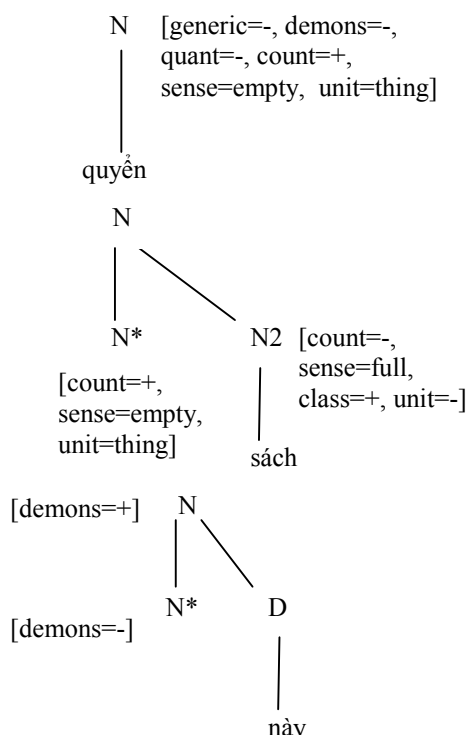 N [generic=-, demons=-,
quant=-, count=+,
sense=empty, unit=thing]
quyển
N
N* N2 [count=-,
sense=full,
class=+, unit=-]
[count=+,
sense=empty,
unit=thing]
sách
[demons=+] N
[demons=-] N* D
này